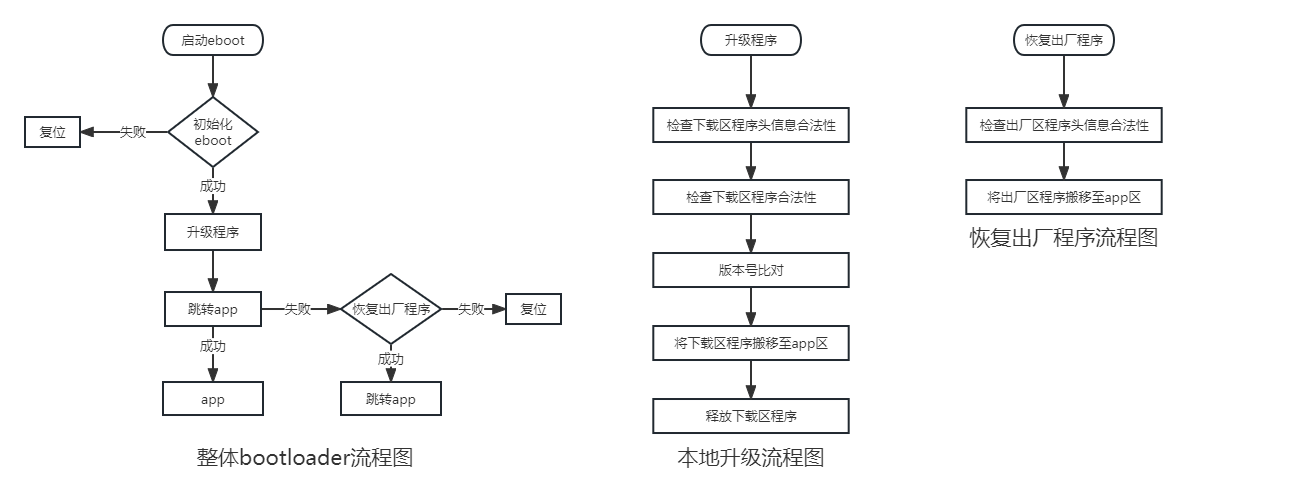 启动eboot
初始化
eboot
失败
复位
成功
升级程序
跳转app
失败
恢复出厂程序
失败
复位
成功
app
成功
跳转app
整体bootloader流程图
升级程序
检查下载区程序头信息合法性
检查下载区程序合法性
版本号比对
将下载区程序搬移至app区
释放下载区程序
本地升级流程图
恢复出厂程序
检查出厂区程序头信息合法性
将出厂区程序搬移至app区
恢复出厂程序流程图